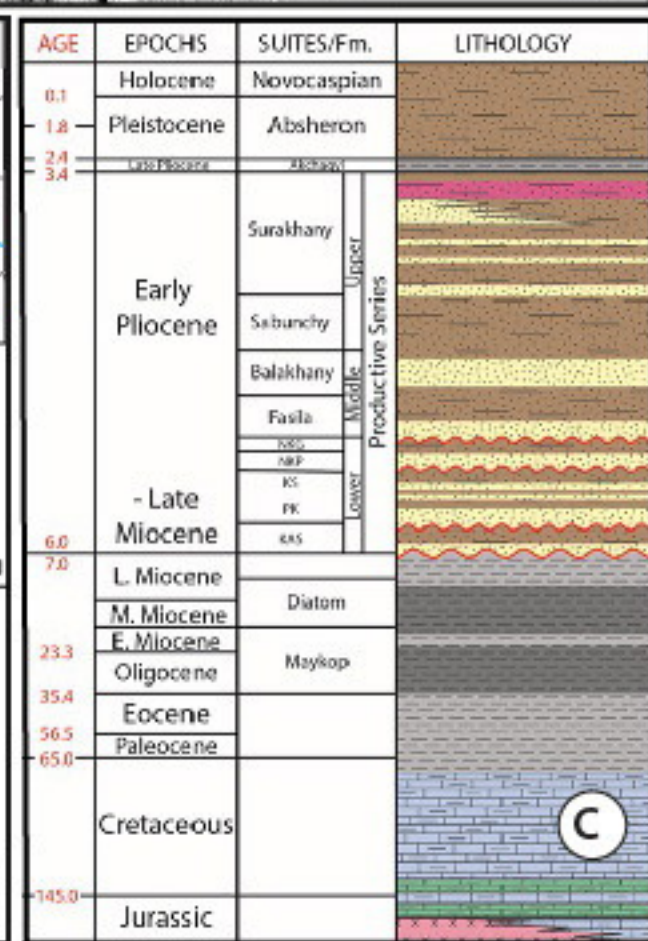 AGE EPOCHS SUITES/Fm. LITHOLOGY
Holocene Novocaspian
0.1
1.8 Pleistocene Absheron
2.4
Late Pliocene Akchagyl
3.4
Surakhany
Upper
Early
Pliocene
Sabunchy
Productive Series
Balakhany
Middle
Fasila
NKG
NKP
KS
Lower
- Late
PK
Miocene
KAS
6.0
7.0
L. Miocene
Diatom
M. Miocene
E. Miocene
23.3
Maykop
Oligocene
35.4
Eocene
56.5
Paleocene
65.0
Cretaceous
C
145.0
Jurassic